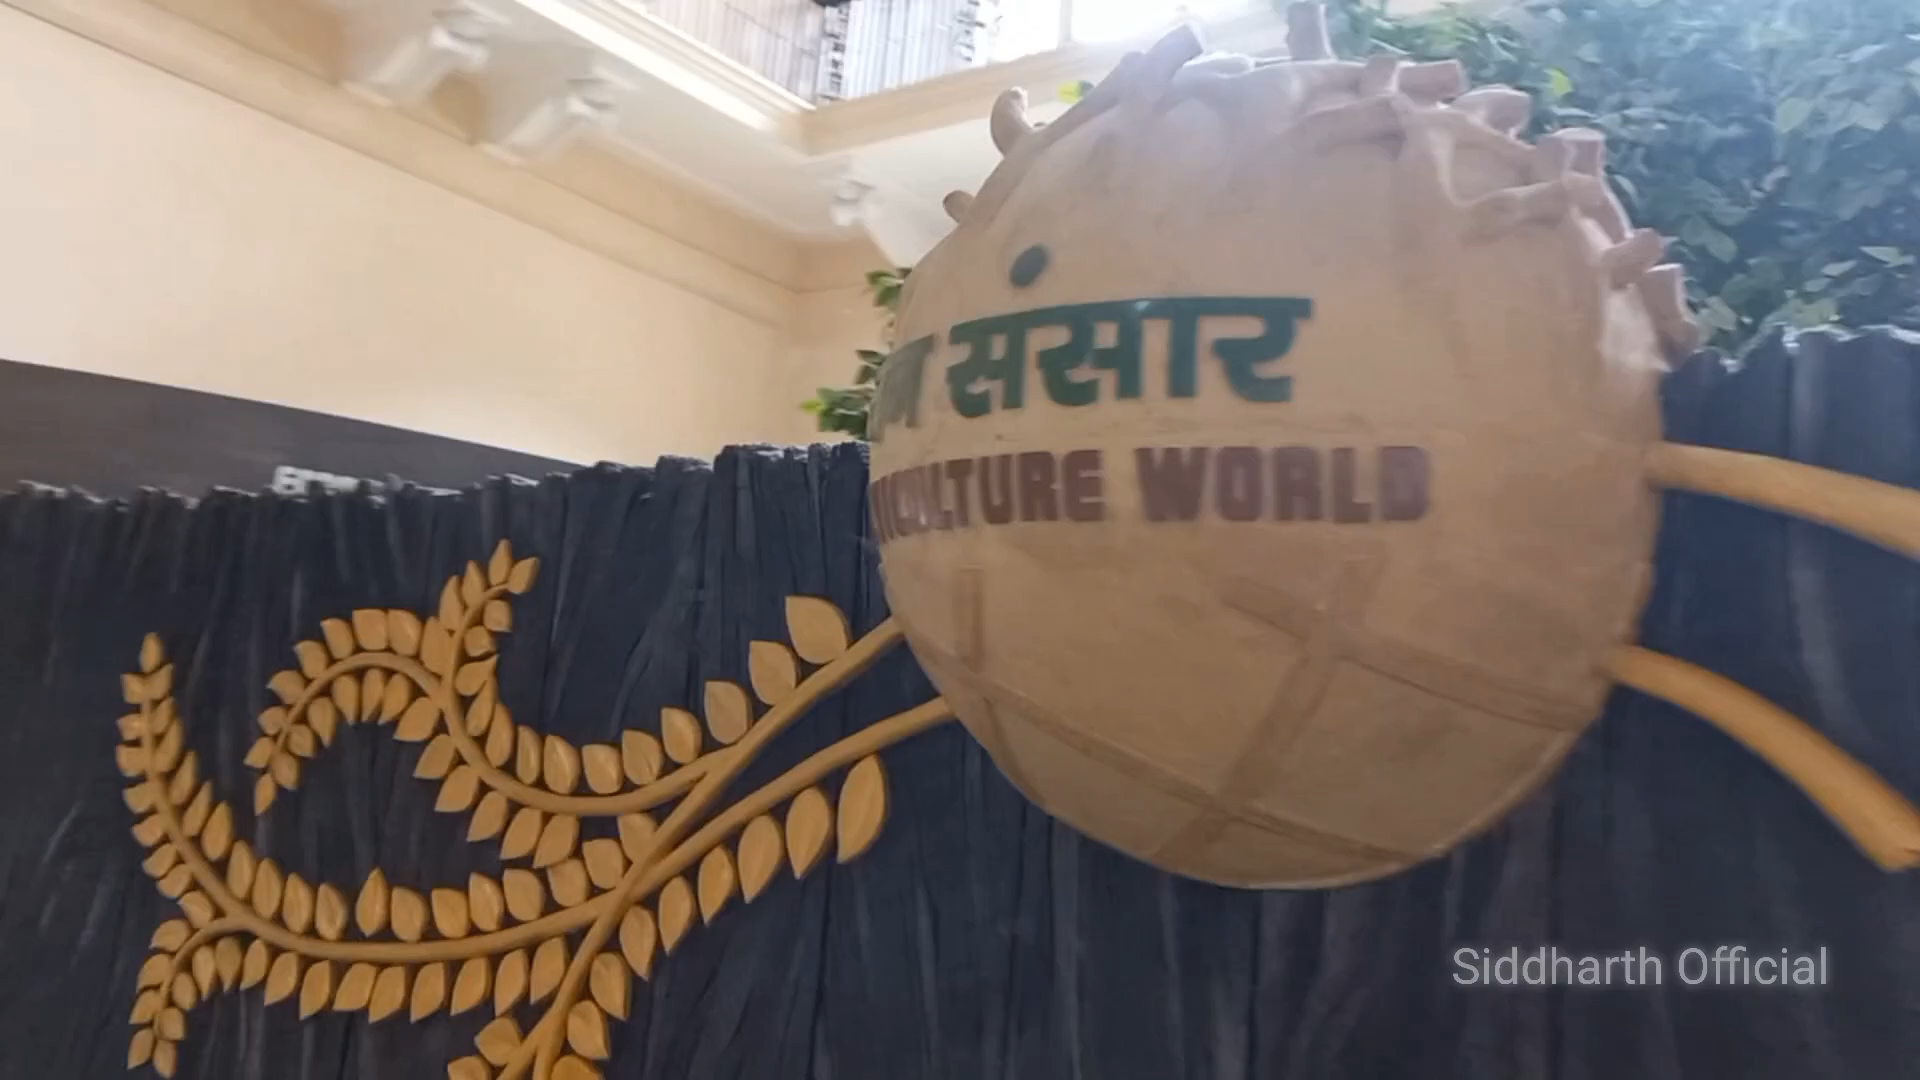 संसार
CULTURE WORLD
Siddharth Official